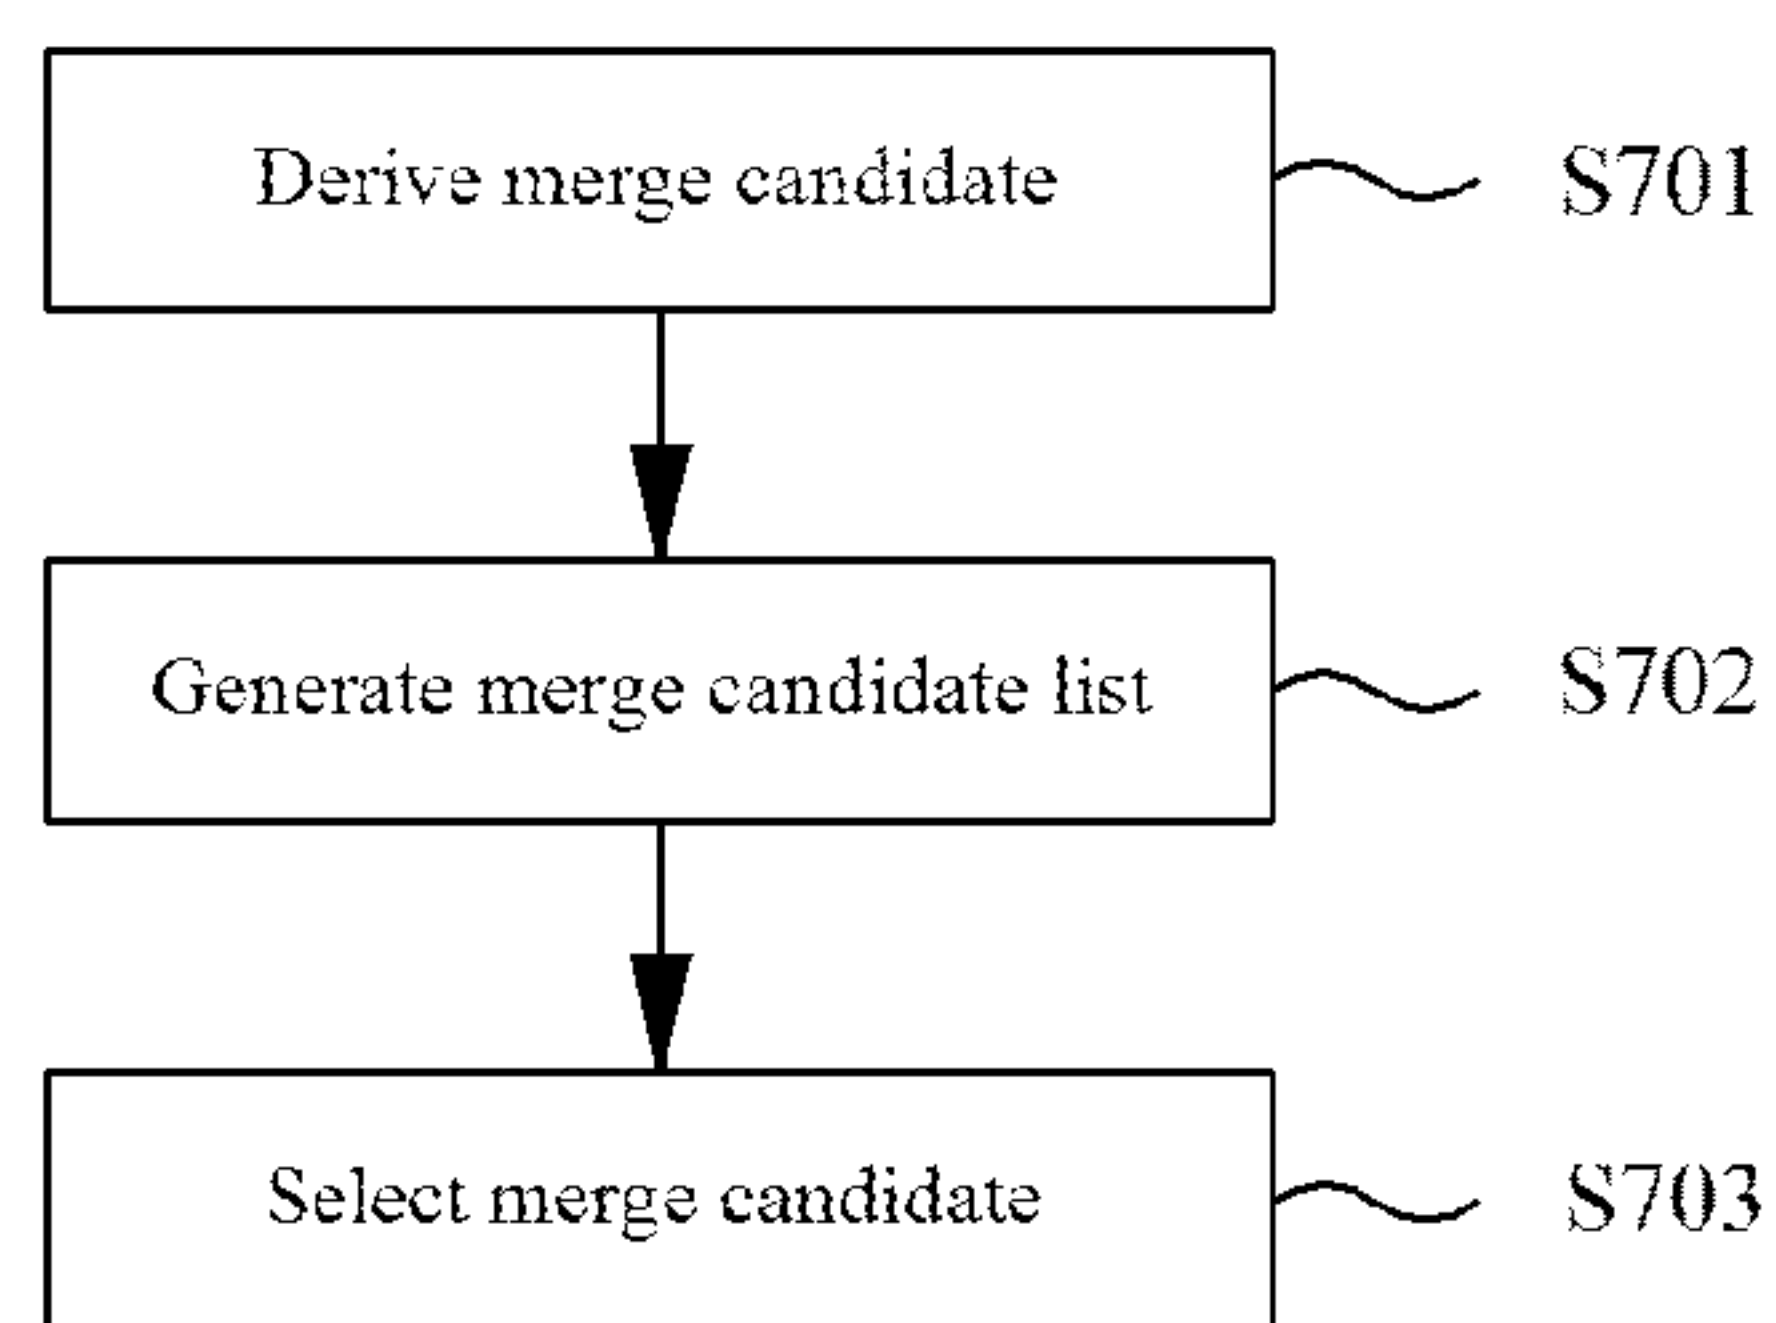 Derive merge candidate S701
Generate merge candidate list S702
Select merge candidate S703